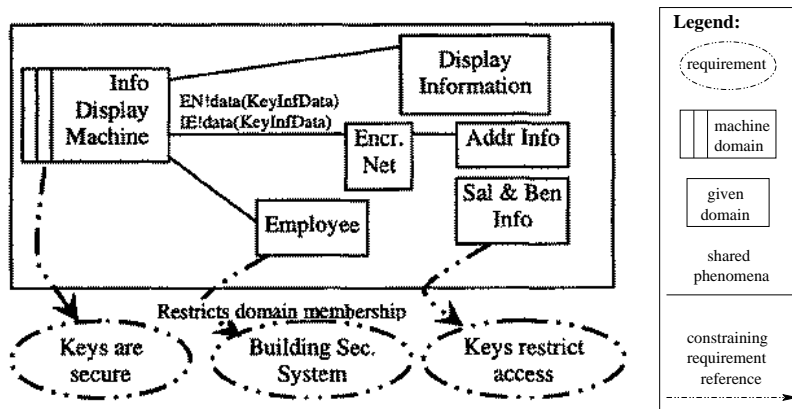 Info
Display
Machine
Display
Information
EN!data(KeyInfData)
IE!data(KeyInfData)
Encr.
Net
Addr Info
Sal & Ben
Info
Employee
Restricts domain membership
Keys are
secure
Building Sec.
System
Keys restrict
access
Legend:
requirement
machine
domain
given
domain
shared
phenomena
constraining
requirement
reference